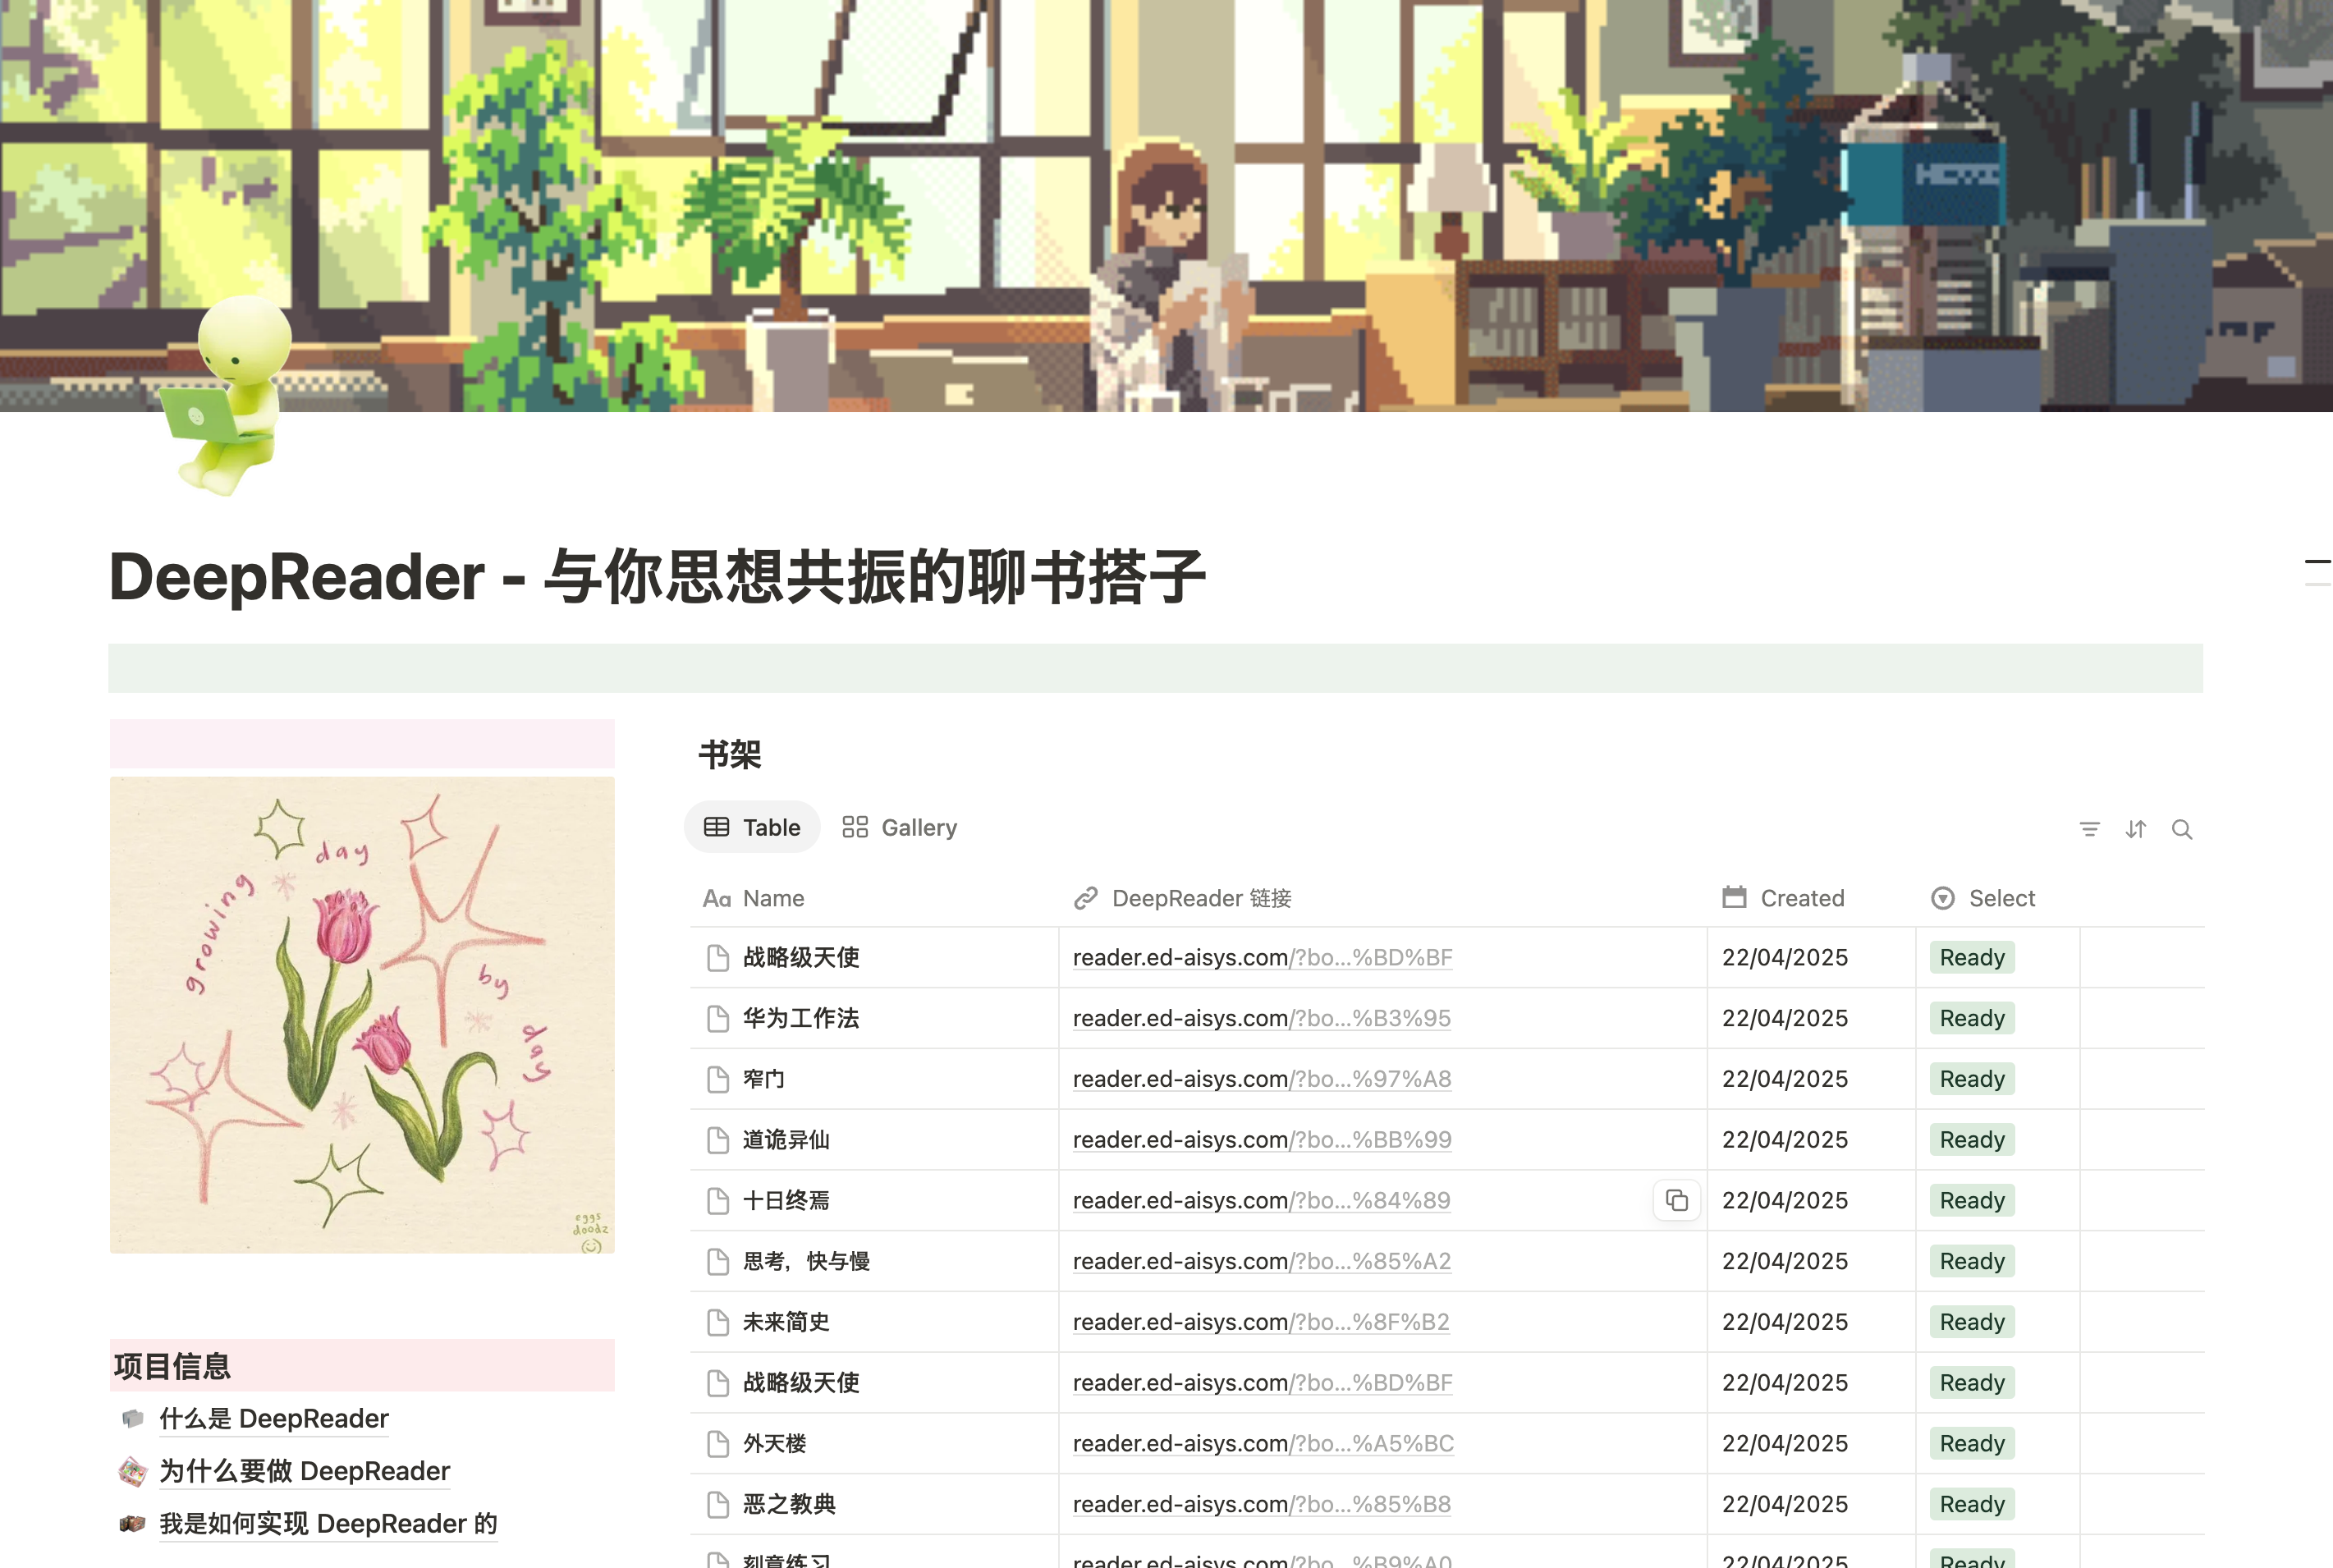 DeepReader - 与你思想共振的聊书搭子
growing
day
by
day
eggs
doodz
项目信息
什么是 DeepReader
为什么要做 DeepReader
我是如何实现 DeepReader 的
书架
Table Gallery
Aa Name DeepReader 链接 Created Select
战略级天使 reader.ed-aisys.com/?bo...%BD%BF 22/04/2025 Ready
华为工作法 reader.ed-aisys.com/?bo...%B3%95 22/04/2025 Ready
窄门 reader.ed-aisys.com/?bo...%97%A8 22/04/2025 Ready
道诡异仙 reader.ed-aisys.com/?bo...%BB%99 22/04/2025 Ready
十日终焉 reader.ed-aisys.com/?bo...%84%89 22/04/2025 Ready
思考，快与慢 reader.ed-aisys.com/?bo...%85%A2 22/04/2025 Ready
未来简史 reader.ed-aisys.com/?bo...%8F%B2 22/04/2025 Ready
战略级天使 reader.ed-aisys.com/?bo...%BD%BF 22/04/2025 Ready
外天楼 reader.ed-aisys.com/?bo...%A5%BC 22/04/2025 Ready
恶之教典 reader.ed-aisys.com/?bo...%85%B8 22/04/2025 Ready
刻意练习 reader.ed-aisys.com/?bo...%B9%A0 22/04/2025 Ready